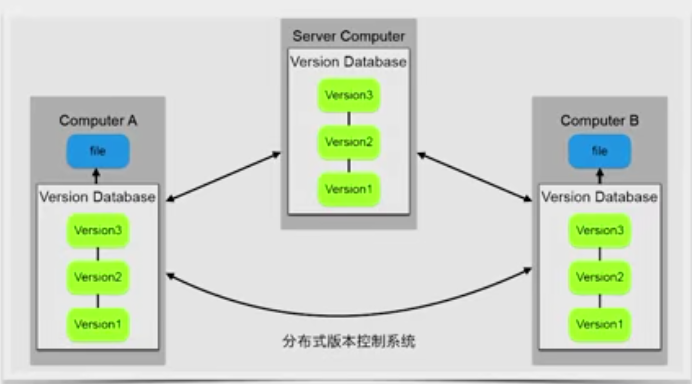 Server Computer
Version Database
Version3
Version2
Version1
Computer A
file
Version Database
Version3
Version2
Version1
Computer B
file
Version Database
Version3
Version2
Version1
分布式版本控制系统